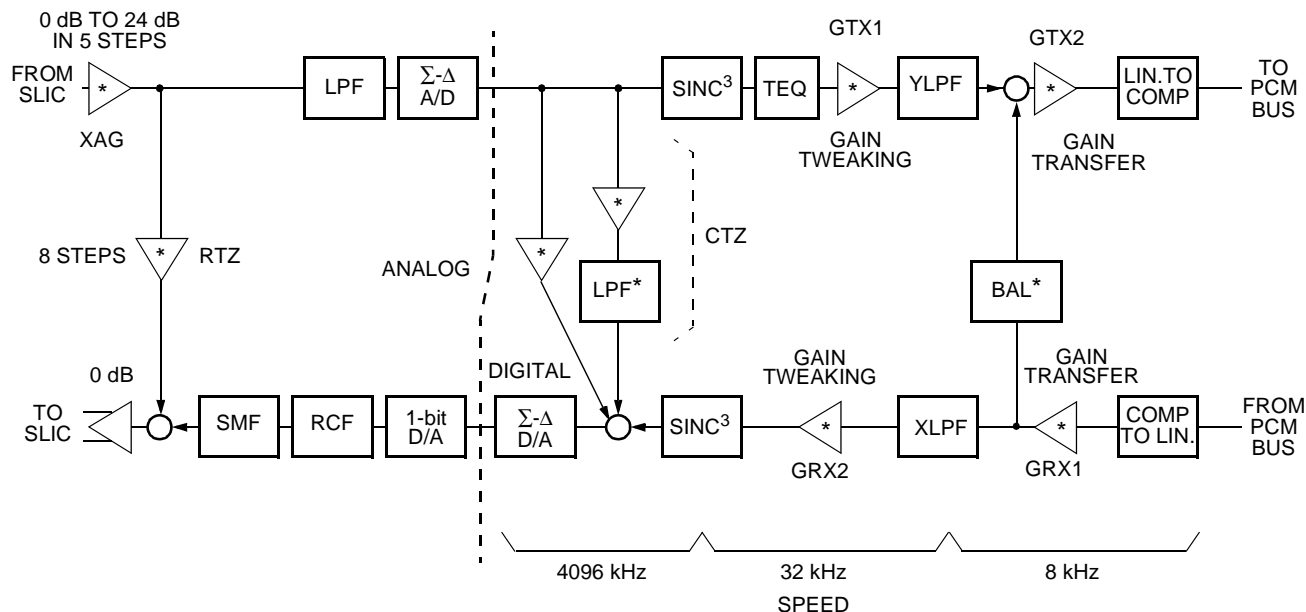 0 dB TO 24 dB
IN 5 STEPS
FROM
SLIC
*
XAG
LPF
Σ-Δ
A/D
SINC³
TEQ
GTX1
*
GAIN
TWEAKING
YLPF
GTX2
*
GAIN
TRANSFER
LIN.TO
COMP
TO
PCM
BUS
8 STEPS
*
RTZ
ANALOG
*
*
LPF*
CTZ
BAL*
DIGITAL
0 dB
TO
SLIC
SMF
RCF
1-bit
D/A
Σ-Δ
D/A
SINC³
GAIN
TWEAKING
*
GRX2
XLPF
GAIN
TRANSFER
*
GRX1
COMP
TO LIN.
FROM
PCM
BUS
4096 kHz
32 kHz
8 kHz
SPEED